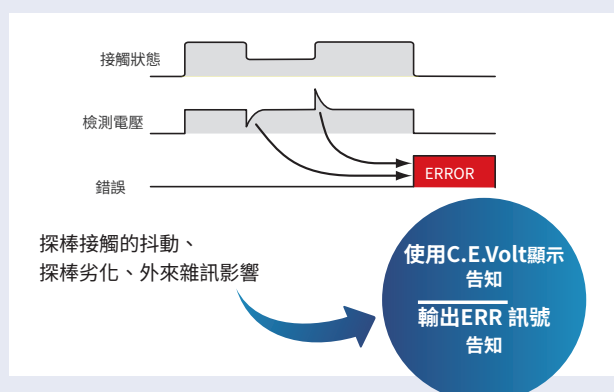 接觸狀態
檢測電壓
錯誤
ERROR
探棒接觸的抖動、
探棒劣化、外來雜訊影響
使用C.E.Volt顯示
告知
輸出ERR 訊號
告知